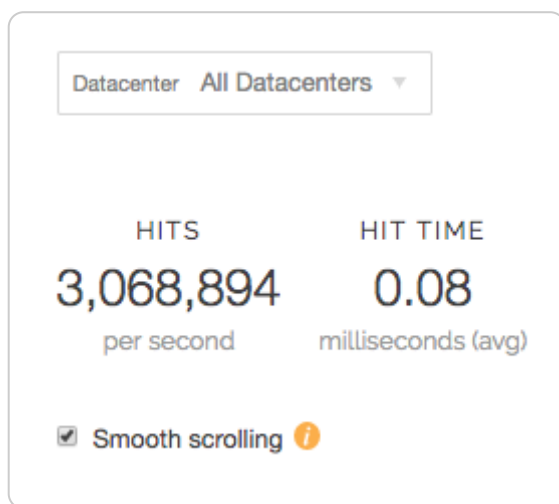 Datacenter All Datacenters
HITS HIT TIME
3,068,894 0.08
per second milliseconds (avg)
Smooth scrolling i